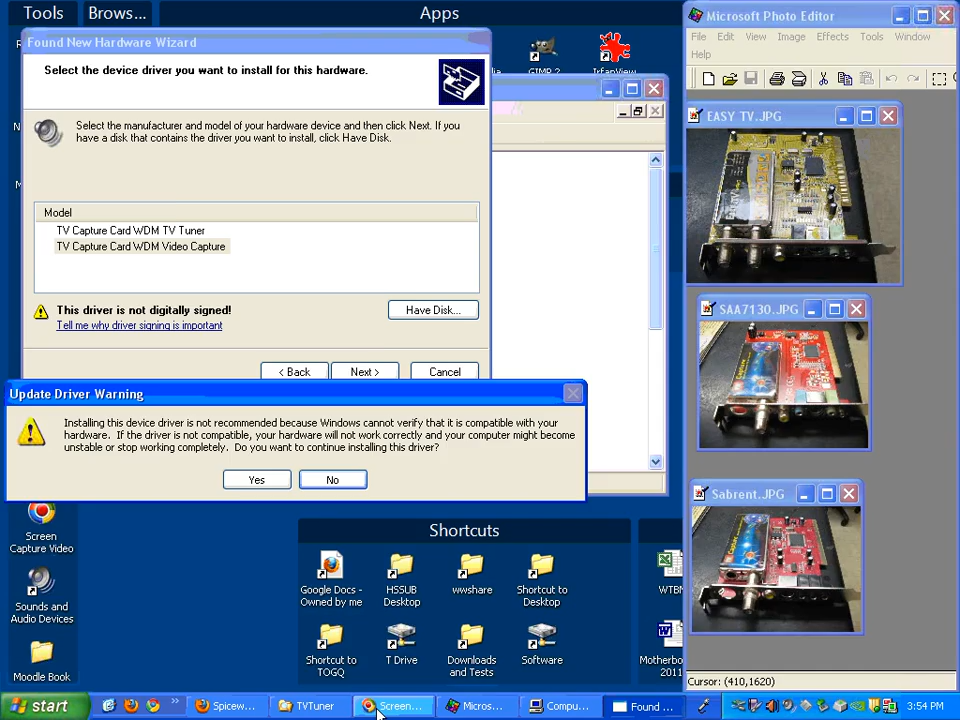 Tools
Brows...
Apps
Found New Hardware Wizard
Select the device driver you want to install for this hardware.
Select the manufacturer and model of your hardware device and then click Next. If you
have a disk that contains the driver you want to install, click Have Disk.
Model
TV Capture Card WDM TV Tuner
TV Capture Card WDM Video Capture
This driver is not digitally signed!
Tell me why driver signing is important
Have Disk...
< Back
Next >
Cancel
Update Driver Warning
Installing this device driver is not recommended because Windows cannot verify that it is compatible with your
hardware. If the driver is not compatible, your hardware will not work correctly and your computer might become
unstable or stop working completely. Do you want to continue installing this driver?
Yes
No
GIMP 2
IrfanView
Microsoft Photo Editor
File Edit View Image Effects Tools Window
Help
EASY TV.JPG
SAA7130.JPG
Sabrent.JPG
Cursor: (410,1620)
Screen
Capture Video
Sounds and
Audio Devices
Moodle Book
Shortcuts
Google Docs -
Owned by me
HSSUB
Desktop
wwshare
Shortcut to
Desktop
WTBN
Shortcut to
TOGQ
T Drive
Downloads
and Tests
Software
Motherbo
2011
start
Spicew...
TVTuner
Screen...
Micros...
Compu...
Found ...
3:54 PM